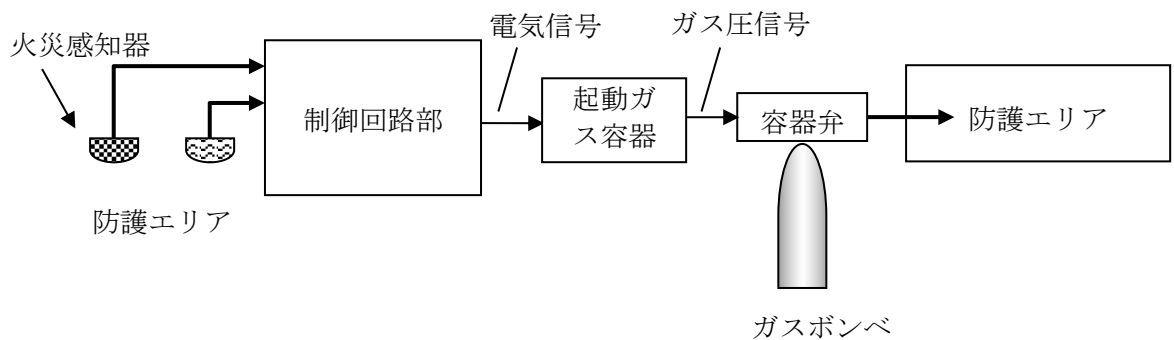 火災感知器
電気信号
ガス圧信号
制御回路部
起動ガ
ス容器
容器弁
防護エリア
防護エリア
ガスボンベ